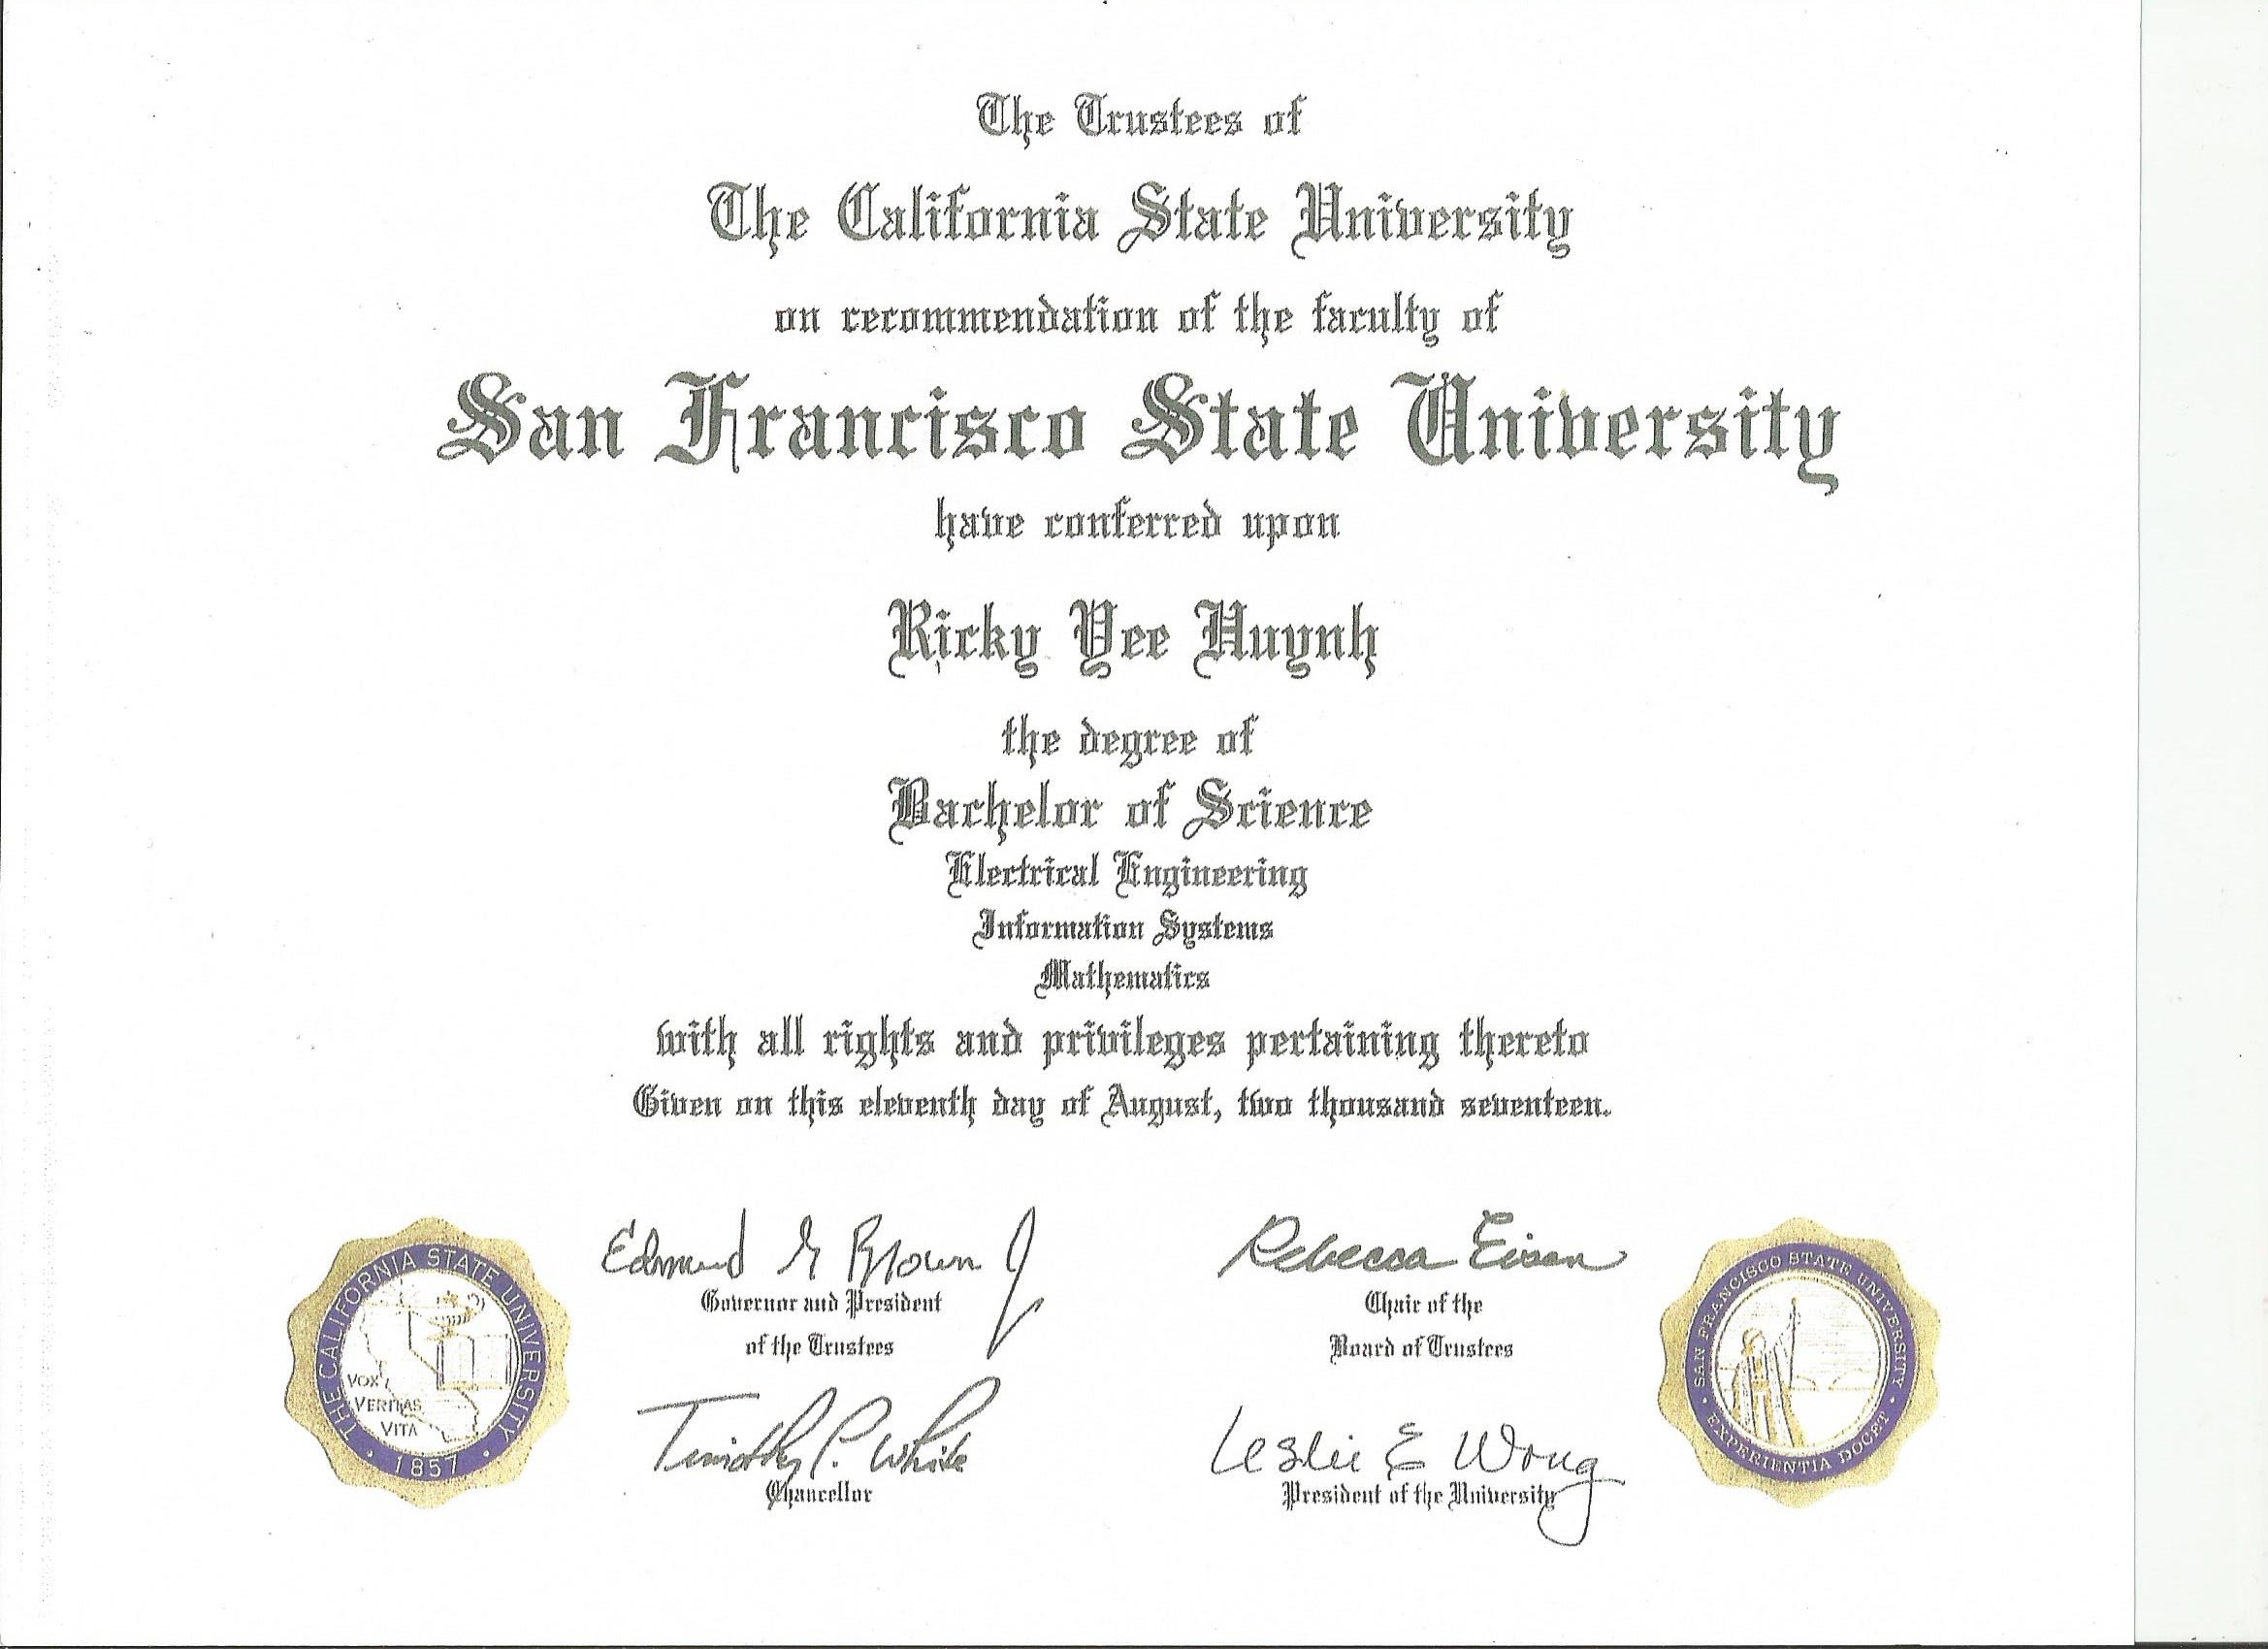 The Trustees of
The California State University
on recommendation of the faculty of
San Francisco State University
have conferred upon
Ricky Yee Huynh
the degree of
Bachelor of Science
Electrical Engineering
Information Systems
Mathematics
with all rights and privileges pertaining thereto
Given on this eleventh day of August, two thousand seventeen.
Edmund G Brown Jr
Governor and President
of the Trustees
Rebecca Eisen
Chair of the
Board of Trustees
Timothy P. White
Chancellor
Leslie E Wong
President of the University
THE CALIFORNIA STATE UNIVERSITY
VOX
VERITAS
VITA
· 1857 ·
SAN FRANCISCO STATE UNIVERSITY
· EXPERIENTIA DOCET ·